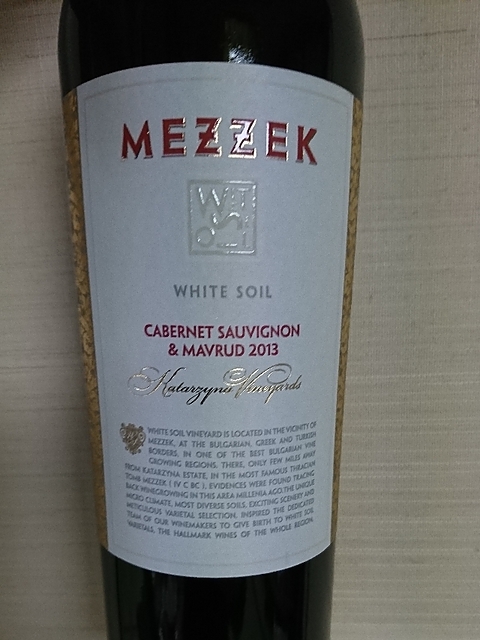 MEZZEK
WHITE SOIL
CABERNET SAUVIGNON
& MAVRUD 2013
Katarzyna Vineyards
WHITE SOIL VINEYARD IS LOCATED IN THE VICINITY OF
MEZZEK, AT THE BULGARIAN, GREEK AND TURKISH
BORDERS, IN ONE OF THE BEST BULGARIAN VINE
GROWING REGIONS. THERE, ONLY FEW MILES AWAY
FROM KATARZYNA ESTATE, IN THE MOST FAMOUS THRACIAN
TOMB MEZZEK ( IV C BC ), EVIDENCES WERE FOUND TRACING
BACK WINEGROWING IN THIS AREA MILLENIA AGO. THE UNIQUE
MICRO CLIMATE, MOST DIVERSE SOILS, EXCITING SCENERY AND
METICULOUS VARIETAL SELECTION, INSPIRED THE DEDICATED
TEAM OF OUR WINEMAKERS TO GIVE BIRTH TO WHITE SOIL
VARIETALS, THE HALLMARK WINES OF THE WHOLE REGION.